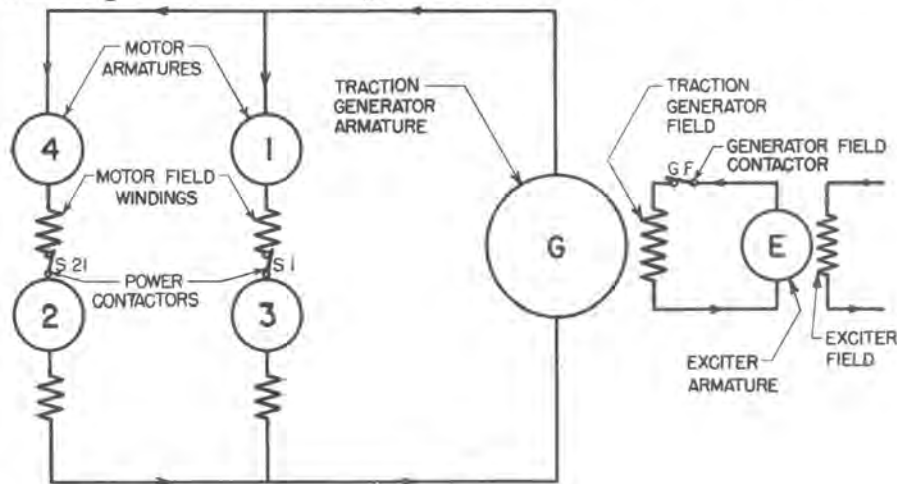 MOTOR
ARMATURES
4
1
MOTOR FIELD
WINDINGS
S 21
S 1
POWER
CONTACTORS
2
3
TRACTION
GENERATOR
ARMATURE
G
TRACTION
GENERATOR
FIELD
G F
GENERATOR FIELD
CONTACTOR
E
EXCITER
ARMATURE
EXCITER
FIELD